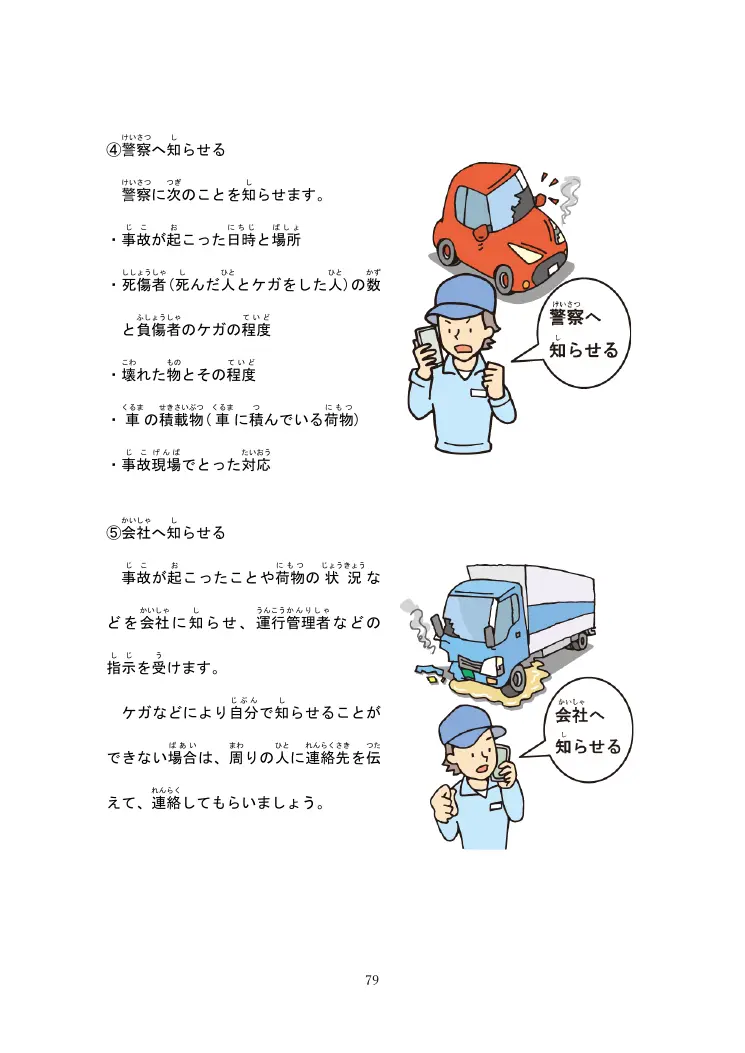 ④警察へ知らせる
警察に次のことを知らせます。
・事故が起こった日時と場所
・死傷者(死んだ人とケガをした人)の数
と負傷者のケガの程度
・壊れた物とその程度
・車の積載物(車に積んでいる荷物)
・事故現場でとった対応
警察へ
知らせる
⑤会社へ知らせる
事故が起こったことや荷物の状況な
どを会社に知らせ、運行管理者などの
指示を受けます。
ケガなどにより自分で知らせることが
できない場合は、周りの人に連絡先を伝
えて、連絡してもらいましょう。
会社へ
知らせる
79